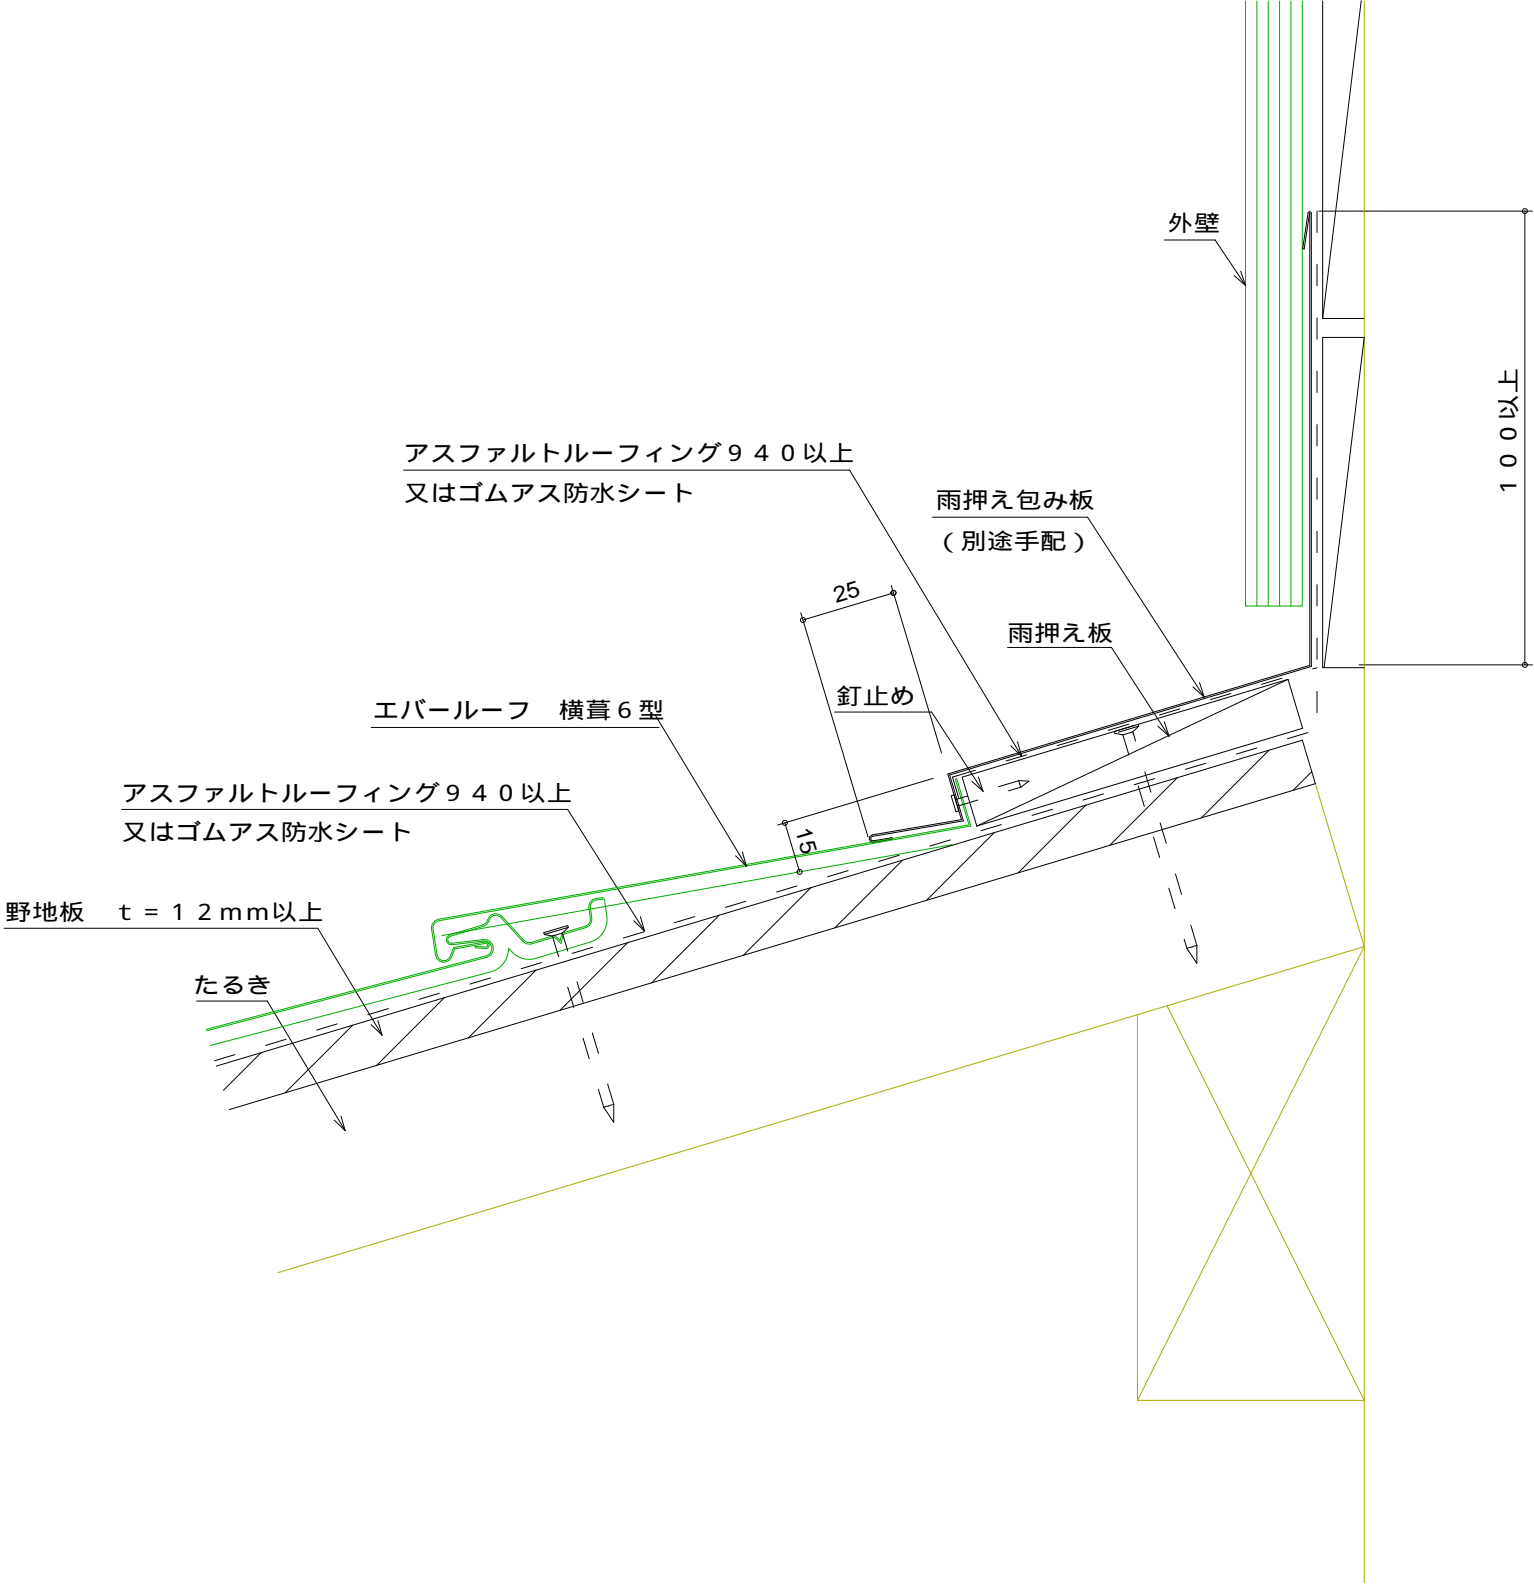 外壁
１００以上
アスファルトルーフィング９４０以上
又はゴムアス防水シート
雨押え包み板
（別途手配）
25
雨押え板
釘止め
エバールーフ　横葺６型
アスファルトルーフィング９４０以上
又はゴムアス防水シート
15
野地板　ｔ＝１２ｍｍ以上
たるき